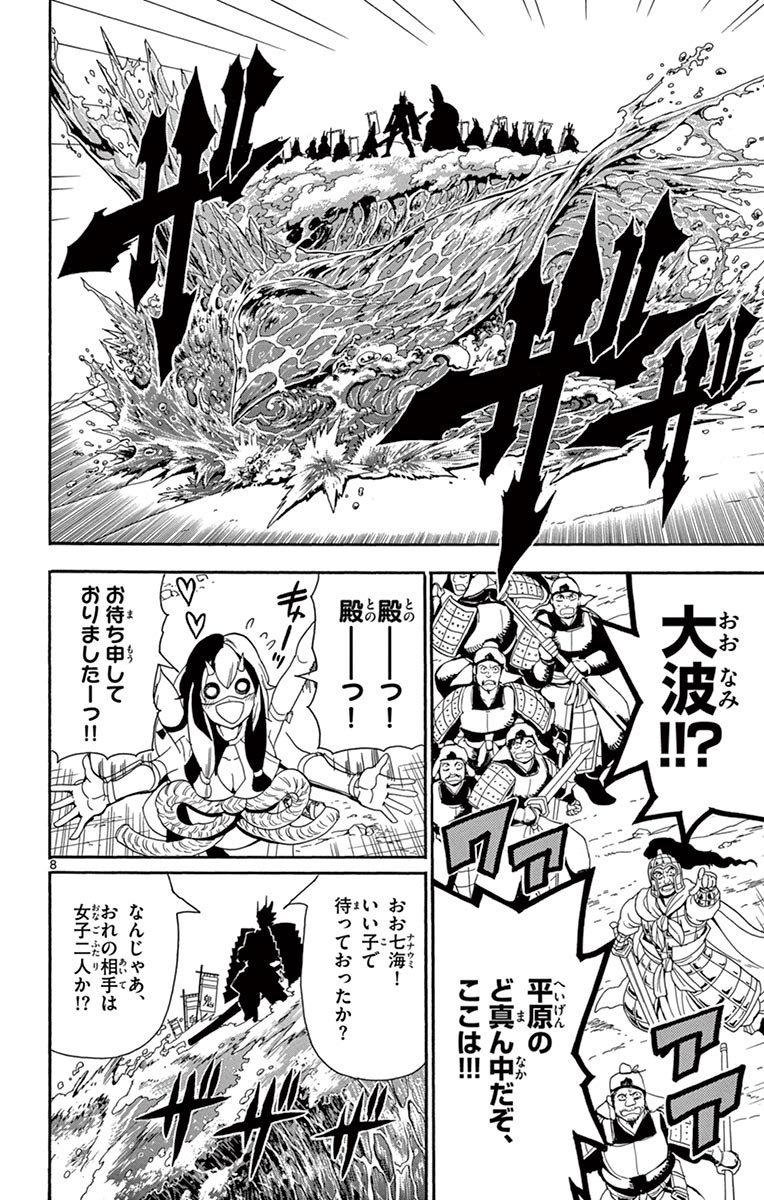 ザザ
ザザ
大波!!?
ワアアア
平原の
ど真ん中だぞ、
ここは!!!
殿ーーっ!
殿ーーっ!
お待ち申して
おりましたーっ!!
おお七海!
いい子で
待っておったか?
なんじゃあ、
おれの相手は
女子二人か!?
鬼
ザザザ
8